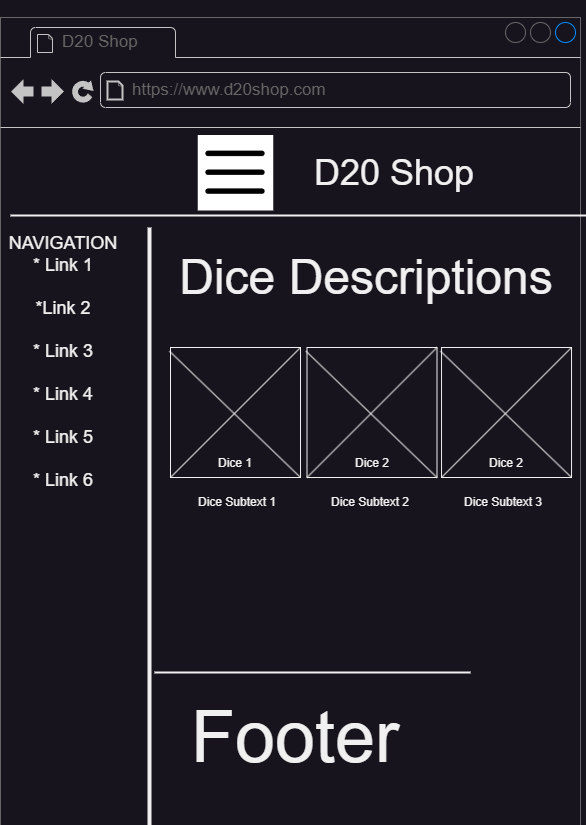 D20 Shop
https://www.d20shop.com
D20 Shop
NAVIGATION
* Link 1
*Link 2
* Link 3
* Link 4
* Link 5
* Link 6
Dice Descriptions
Dice 1
Dice 2
Dice 2
Dice Subtext 1
Dice Subtext 2
Dice Subtext 3
Footer